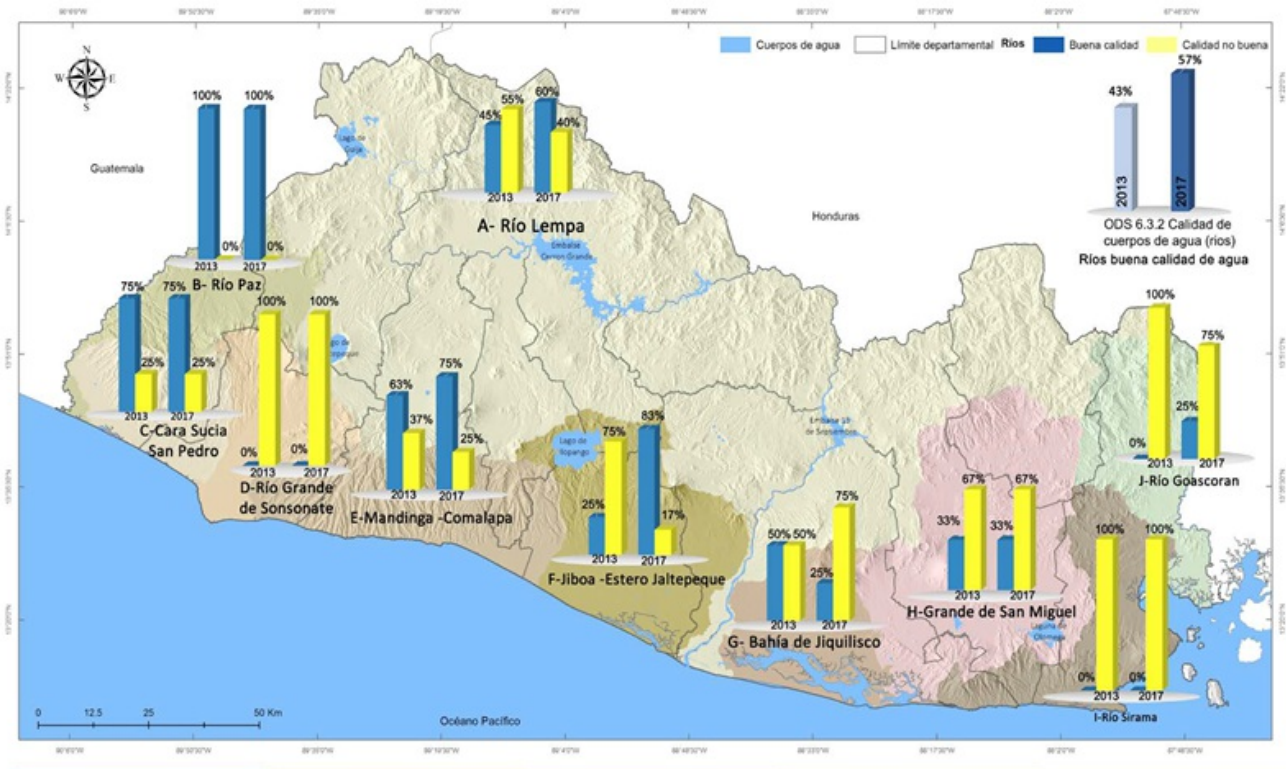 Cuerpos de agua
Límite departamental
Ríos
Buena calidad
Calidad no buena
N
W
E
S
Guatemala
Honduras
43%
57%
2013
2017
ODS 6.3.2 Calidad de
cuerpos de agua (rios)
Ríos buena calidad de agua
45%
55%
60%
40%
2013
2017
A- Río Lempa
100%
0%
100%
0%
2013
2017
B- Río Paz
75%
25%
75%
25%
2013
2017
C-Cara Sucia
San Pedro
0%
100%
0%
100%
2013
2017
D-Río Grande
de Sonsonate
63%
37%
75%
25%
2013
2017
E-Mandinga -Comalapa
25%
75%
83%
17%
2013
2017
F-Jiboa -Estero Jaltepeque
50%
50%
25%
75%
2013
2017
G- Bahía de Jiquilisco
33%
67%
33%
67%
2013
2017
H-Grande de San Miguel
0%
100%
0%
100%
2013
2017
I-Río Sirama
0%
100%
25%
75%
2013
2017
J-Río Goascoran
Lago de
Embalse
Lago de
Ilopango
Laguna de
Olomega
0
12.5
25
50 Km
Océano Pacífico